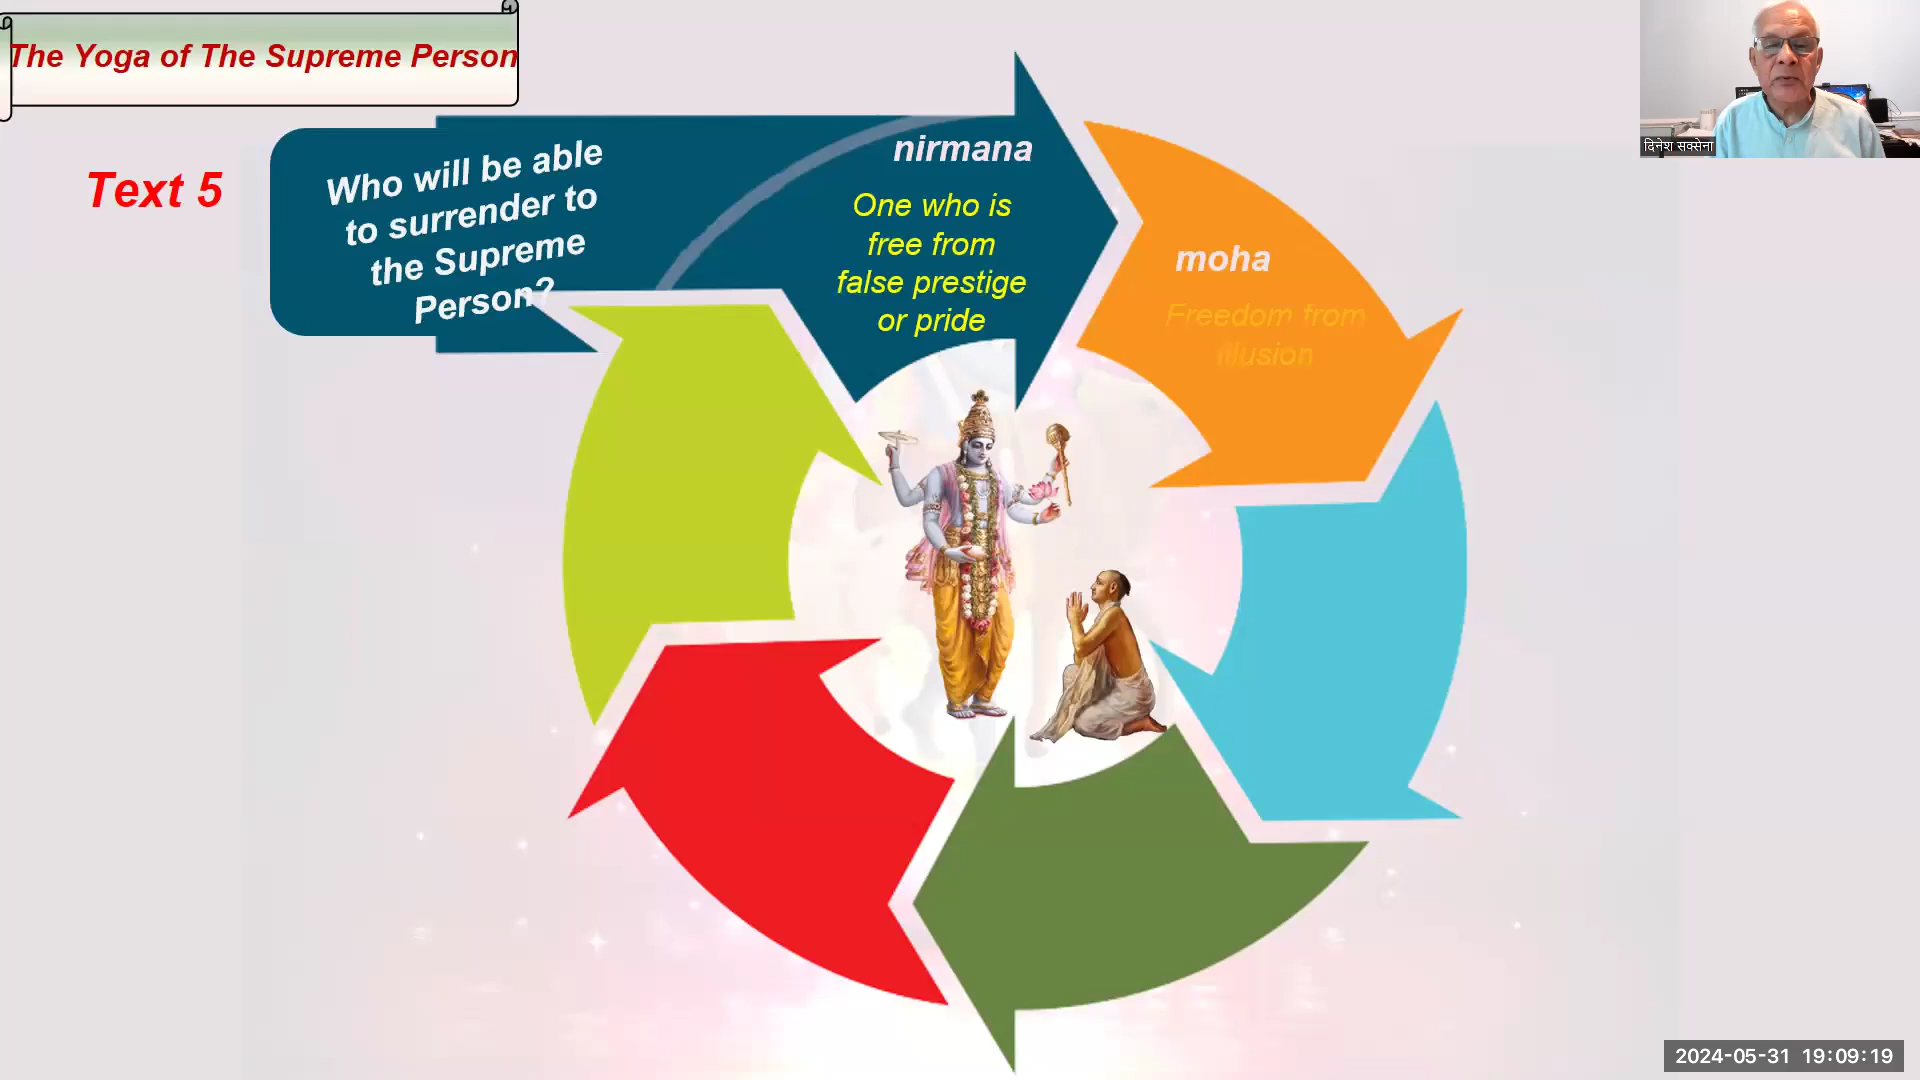 The Yoga of The Supreme Person
Text 5
Who will be able
to surrender to
the Supreme
Person?
nirmana
One who is
free from
false prestige
or pride
moha
Freedom from
illusion
दिनेश सक्सेना
2024-05-31 19:09:19